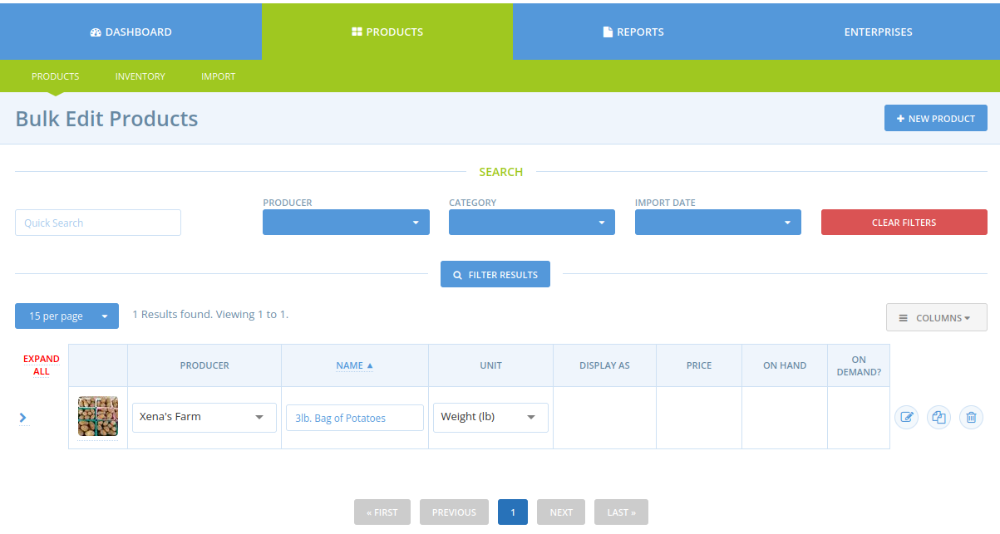 DASHBOARD PRODUCTS REPORTS ENTERPRISES
PRODUCTS INVENTORY IMPORT
Bulk Edit Products
+ NEW PRODUCT
SEARCH
PRODUCER CATEGORY IMPORT DATE
Quick Search
CLEAR FILTERS
FILTER RESULTS
15 per page 1 Results found. Viewing 1 to 1.
COLUMNS
EXPAND ALL
PRODUCER NAME UNIT DISPLAY AS PRICE ON HAND ON DEMAND?
Xena's Farm 3lb. Bag of Potatoes Weight (lb)
« FIRST PREVIOUS 1 NEXT LAST »